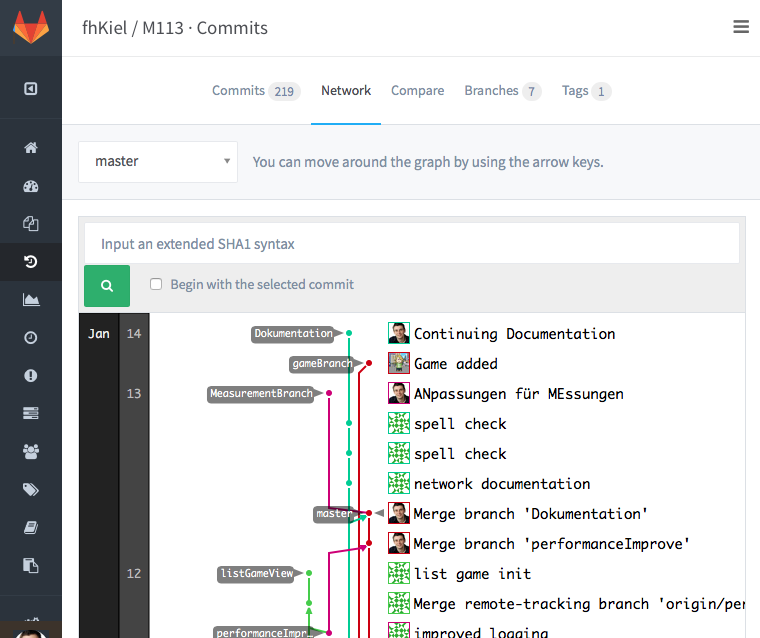 fhKiel / M113 · Commits
Commits 219 Network Compare Branches 7 Tags 1
master You can move around the graph by using the arrow keys.
Input an extended SHA1 syntax
Begin with the selected commit
Jan 14 Dokumentation Continuing Documentation
gameBranch Game added
13 MeasurementBranch ANpassungen für MEssungen
spell check
spell check
network documentation
master Merge branch 'Dokumentation'
Merge branch 'performanceImprove'
12 listGameView list game init
Merge remote-tracking branch 'origin/per
performanceImpr… improved logging